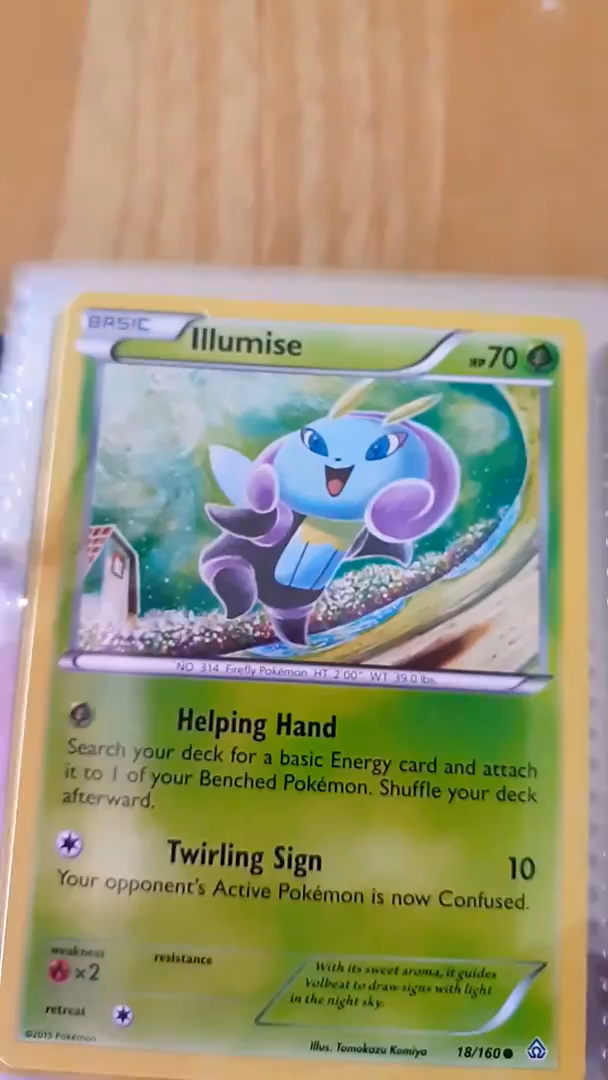 BASIC
Illumise
HP 70
NO. 314 Firefly Pokémon HT 2'00" WT 39.0 lbs.
Helping Hand
Search your deck for a basic Energy card and attach
it to 1 of your Benched Pokémon. Shuffle your deck
afterward.
Twirling Sign 10
Your opponent's Active Pokémon is now Confused.
weakness
×2
resistance
retreat
With its sweet aroma, it guides
Volbeat to draw signs with light
in the night sky.
©2015 Pokémon
Illus. Tomokazu Komiya
18/160